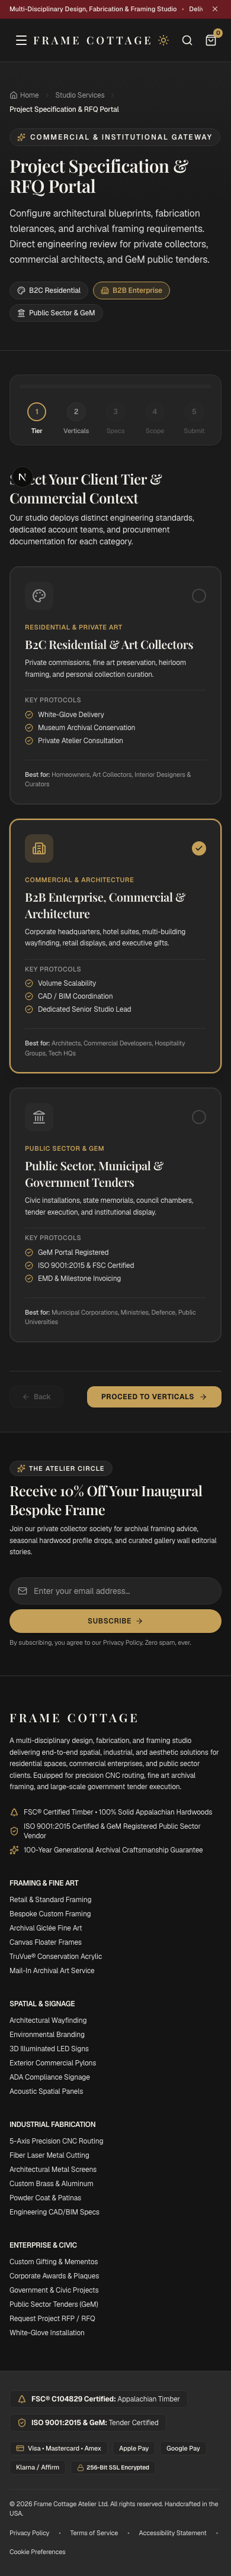 Multi-Disciplinary Design, Fabrication & Framing Studio •
FRAME COTTAGE
0
Home
Studio Services
Project Specification & RFQ Portal
COMMERCIAL & INSTITUTIONAL GATEWAY
Project Specification &
RFQ Portal
Configure architectural blueprints, fabrication
tolerances, and archival framing requirements.
Direct engineering review for private collectors,
commercial architects, and GeM public tenders.
B2C Residential
B2B Enterprise
Public Sector & GeM
1
2
3
4
5
Tier
Verticals
Specs
Scope
Submit
N
Your Client Tier &
Commercial Context
Our studio deploys distinct engineering standards,
dedicated account teams, and procurement
documentation for each category.
RESIDENTIAL & PRIVATE ART
B2C Residential & Art Collectors
Private commissions, fine art preservation, heirloom
framing, and personal collection curation.
KEY PROTOCOLS
White-Glove Delivery
Museum Archival Conservation
Private Atelier Consultation
Best for: Homeowners, Art Collectors, Interior Designers &
Curators
COMMERCIAL & ARCHITECTURE
B2B Enterprise, Commercial &
Architecture
Corporate headquarters, hotel suites, multi-building
wayfinding, retail displays, and executive gifts.
KEY PROTOCOLS
Volume Scalability
CAD / BIM Coordination
Dedicated Senior Studio Lead
Best for: Architects, Commercial Developers, Hospitality
Groups, Tech HQs
PUBLIC SECTOR & GEM
Public Sector, Municipal &
Government Tenders
Civic installations, state memorials, council chambers,
tender execution, and institutional display.
KEY PROTOCOLS
GeM Portal Registered
ISO 9001:2015 & FSC Certified
EMD & Milestone Invoicing
Best for: Municipal Corporations, Ministries, Defence, Public
Universities
Back
PROCEED TO VERTICALS
THE ATELIER CIRCLE
Receive 10% Off Your Inaugural
Bespoke Frame
Join our private collector society for archival framing advice,
seasonal hardwood profile drops, and curated gallery wall editorial
stories.
Enter your email address...
SUBSCRIBE
By subscribing, you agree to our Privacy Policy. Zero spam, ever.
FRAME COTTAGE
A multi-disciplinary design, fabrication, and framing studio
delivering end-to-end spatial, industrial, and aesthetic solutions for
residential spaces, commercial enterprises, and public sector
clients. Equipped for precision CNC routing, fine art archival
framing, and large-scale government tender execution.
FSC® Certified Timber • 100% Solid Appalachian Hardwoods
ISO 9001:2015 Certified & GeM Registered Public Sector
Vendor
100-Year Generational Archival Craftsmanship Guarantee
FRAMING & FINE ART
Retail & Standard Framing
Bespoke Custom Framing
Archival Giclée Fine Art
Canvas Floater Frames
TruVue® Conservation Acrylic
Mail-In Archival Art Service
SPATIAL & SIGNAGE
Architectural Wayfinding
Environmental Branding
3D Illuminated LED Signs
Exterior Commercial Pylons
ADA Compliance Signage
Acoustic Spatial Panels
INDUSTRIAL FABRICATION
5-Axis Precision CNC Routing
Fiber Laser Metal Cutting
Architectural Metal Screens
Custom Brass & Aluminum
Powder Coat & Patinas
Engineering CAD/BIM Specs
ENTERPRISE & CIVIC
Custom Gifting & Mementos
Corporate Awards & Plaques
Government & Civic Projects
Public Sector Tenders (GeM)
Request Project RFP / RFQ
White-Glove Installation
FSC® C104829 Certified: Appalachian Timber
ISO 9001:2015 & GeM: Tender Certified
Visa • Mastercard • Amex
Apple Pay
Google Pay
Klarna / Affirm
256-Bit SSL Encrypted
© 2026 Frame Cottage Atelier Ltd. All rights reserved. Handcrafted in the
USA.
Privacy Policy • Terms of Service • Accessibility Statement •
Cookie Preferences